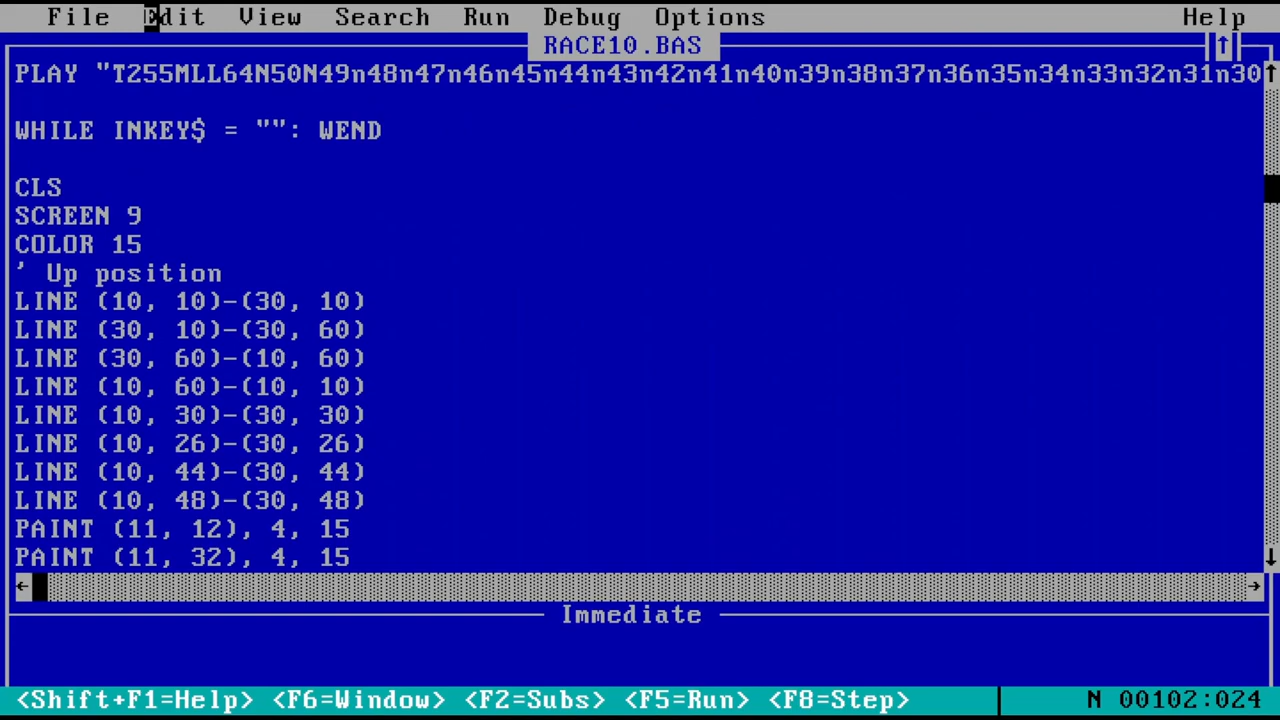 File Edit View Search Run Debug Options Help
RACE10.BAS
PLAY "T255MLL64N50N49n48n47n46n45n44n43n42n41n40n39n38n37n36n35n34n33n32n31n30
WHILE INKEY$ = "": WEND
CLS
SCREEN 9
COLOR 15
' Up position
LINE (10, 10)-(30, 10)
LINE (30, 10)-(30, 60)
LINE (30, 60)-(10, 60)
LINE (10, 60)-(10, 10)
LINE (10, 30)-(30, 30)
LINE (10, 26)-(30, 26)
LINE (10, 44)-(30, 44)
LINE (10, 48)-(30, 48)
PAINT (11, 12), 4, 15
PAINT (11, 32), 4, 15
Immediate
<Shift+F1=Help> <F6=Window> <F2=Subs> <F5=Run> <F8=Step> N 00102:024